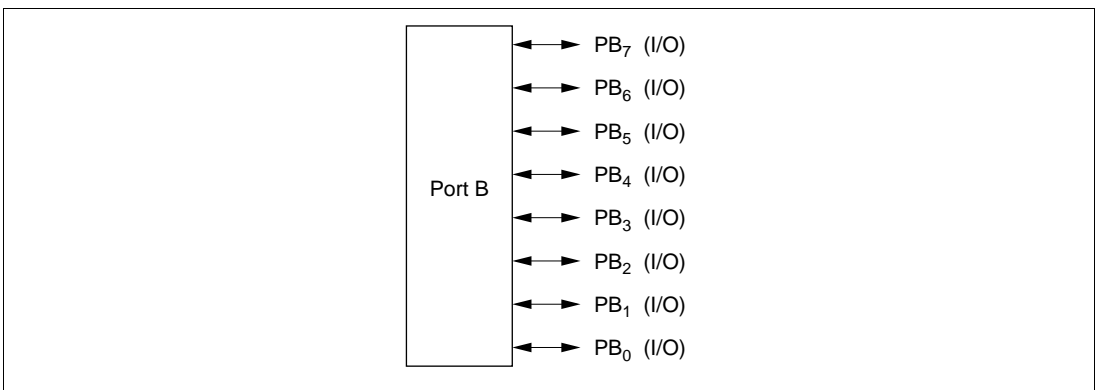 PB₇ (I/O)
PB₆ (I/O)
PB₅ (I/O)
PB₄ (I/O)
Port B
PB₃ (I/O)
PB₂ (I/O)
PB₁ (I/O)
PB₀ (I/O)